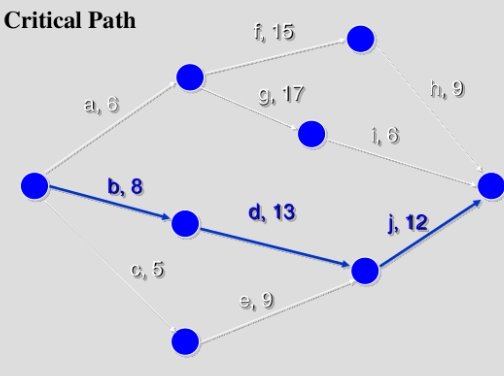 Critical Path
f, 15
h, 9
g, 17
a, 6
i, 6
b, 8
d, 13
j, 12
c, 5
e, 9